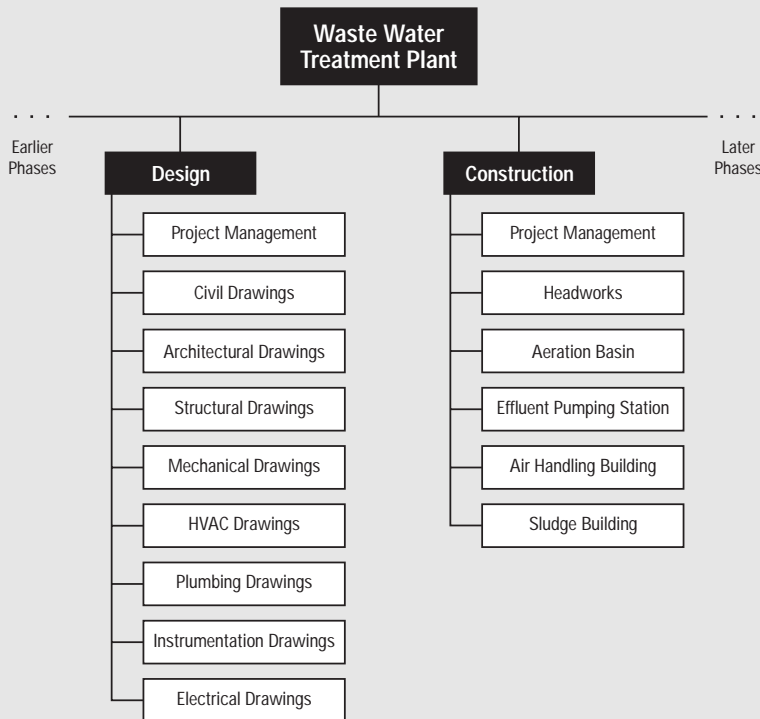 Waste Water
Treatment Plant
. . .
. . .
Earlier
Phases
Later
Phases
Design
Construction
Project Management
Civil Drawings
Architectural Drawings
Structural Drawings
Mechanical Drawings
HVAC Drawings
Plumbing Drawings
Instrumentation Drawings
Electrical Drawings
Project Management
Headworks
Aeration Basin
Effluent Pumping Station
Air Handling Building
Sludge Building